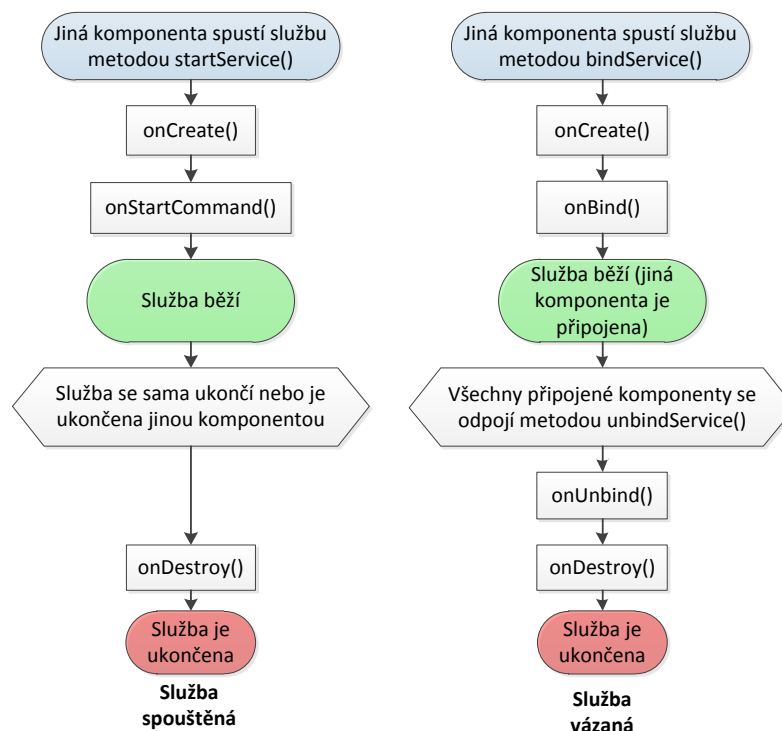 Jiná komponenta spustí službu
metodou startService()
onCreate()
onStartCommand()
Služba běží
Služba se sama ukončí nebo je
ukončena jinou komponentou
onDestroy()
Služba je
ukončena
Služba
spouštěná
Jiná komponenta spustí službu
metodou bindService()
onCreate()
onBind()
Služba běží (jiná
komponenta je
připojena)
Všechny připojené komponenty se
odpojí metodou unbindService()
onUnbind()
onDestroy()
Služba je
ukončena
Služba
vázaná